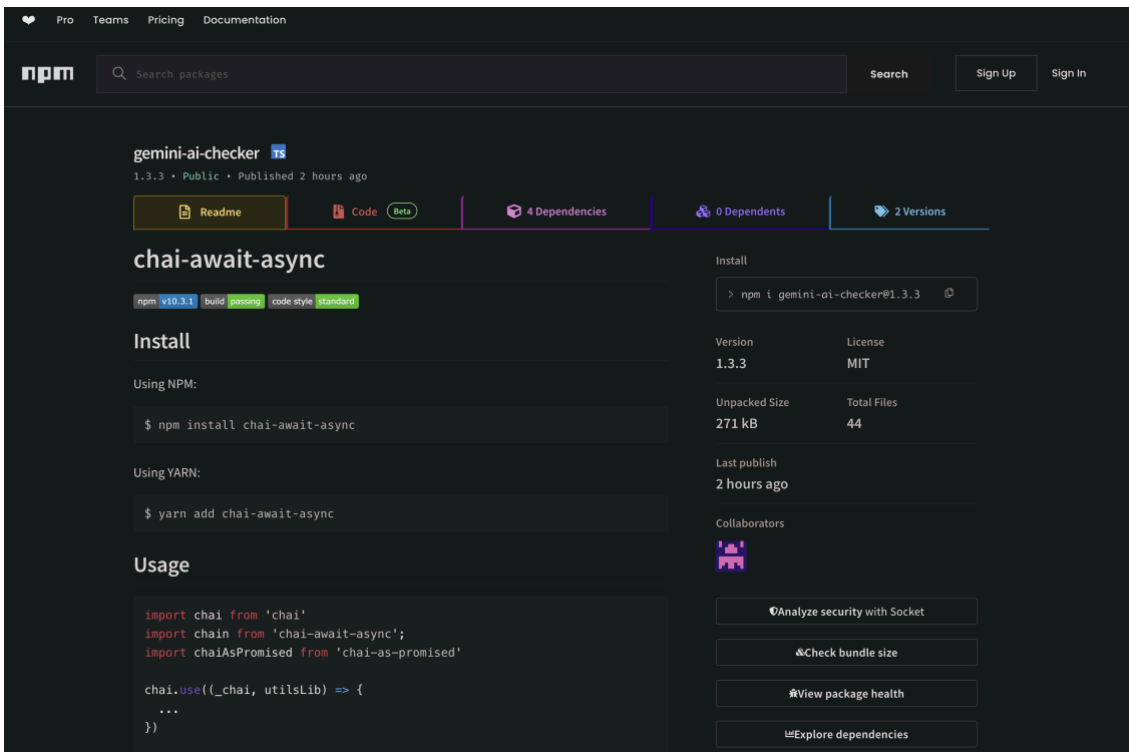 ❤ Pro Teams Pricing Documentation
npm Search packages Search Sign Up Sign In
gemini-ai-checker TS
1.3.3 • Public • Published 2 hours ago
Readme Code Beta 4 Dependencies 0 Dependents 2 Versions
chai-await-async
npm v10.3.1 build passing code style standard
Install
Using NPM:
$ npm install chai-await-async
Using YARN:
$ yarn add chai-await-async
Usage
import chai from 'chai'
import chain from 'chai-await-async';
import chaiAsPromised from 'chai-as-promised'
chai.use((_chai, utilsLib) => {
...
})
Install
> npm i gemini-ai-checker@1.3.3
Version License
1.3.3 MIT
Unpacked Size Total Files
271 kB 44
Last publish
2 hours ago
Collaborators
Analyze security with Socket
Check bundle size
View package health
Explore dependencies